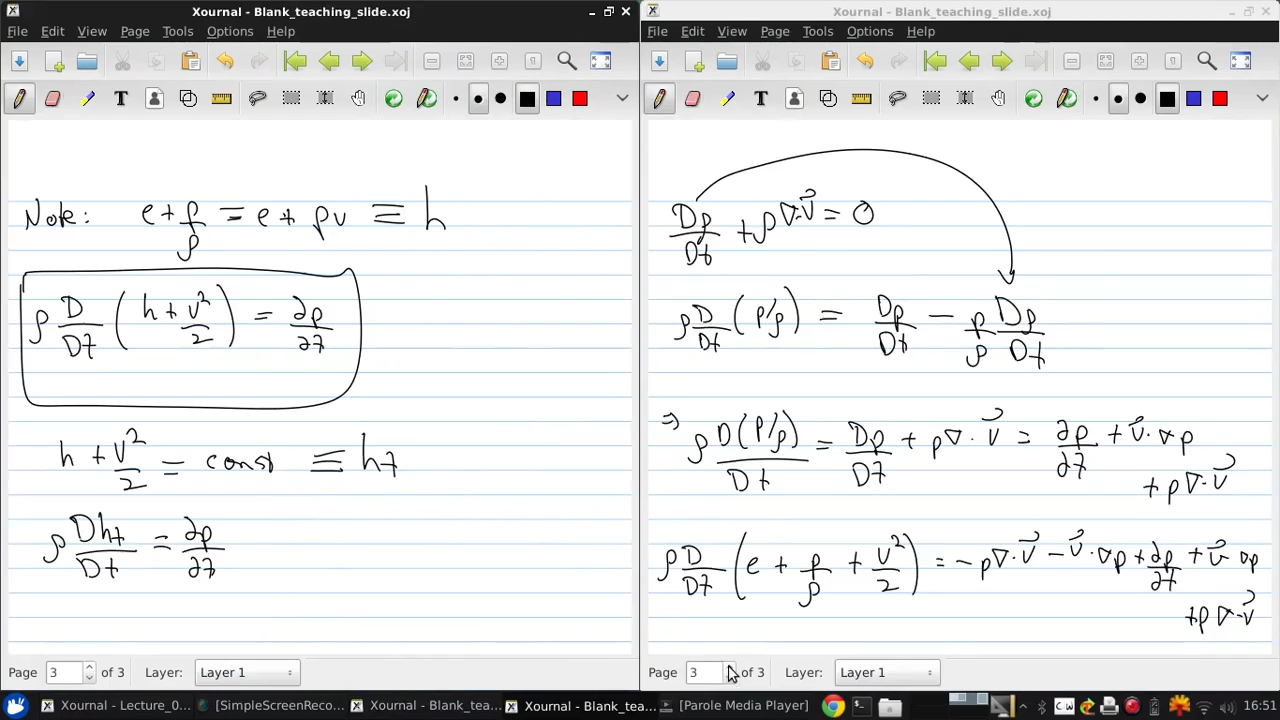 Xournal - Blank_teaching_slide.xoj
File Edit View Page Tools Options Help
Note: e + p/ρ = e + pv ≡ h
ρ D/Dt ( h + v²/2 ) = ∂p/∂t
h + v²/2 = const ≡ ht
ρ Dht/Dt = ∂p/∂t
Page 3 of 3 Layer: Layer 1
Xournal - Blank_teaching_slide.xoj
File Edit View Page Tools Options Help
Dρ/Dt + ρ∇·v⃗ = 0
ρ D/Dt (p/ρ) = Dp/Dt − p/ρ Dρ/Dt
⇒ ρ D(p/ρ)/Dt = Dp/Dt + p∇·v⃗ = ∂p/∂t + v⃗·∇p
+ p∇·v⃗
ρ D/Dt ( e + p/ρ + v²/2 ) = −p∇·v⃗ − v⃗·∇p + ∂p/∂t + v⃗·∇p
+p∇·v⃗
Page 3 of 3 Layer: Layer 1
Xournal - Lecture_0... [SimpleScreenReco... Xournal - Blank_tea... Xournal - Blank_tea... [Parole Media Player] 16:51